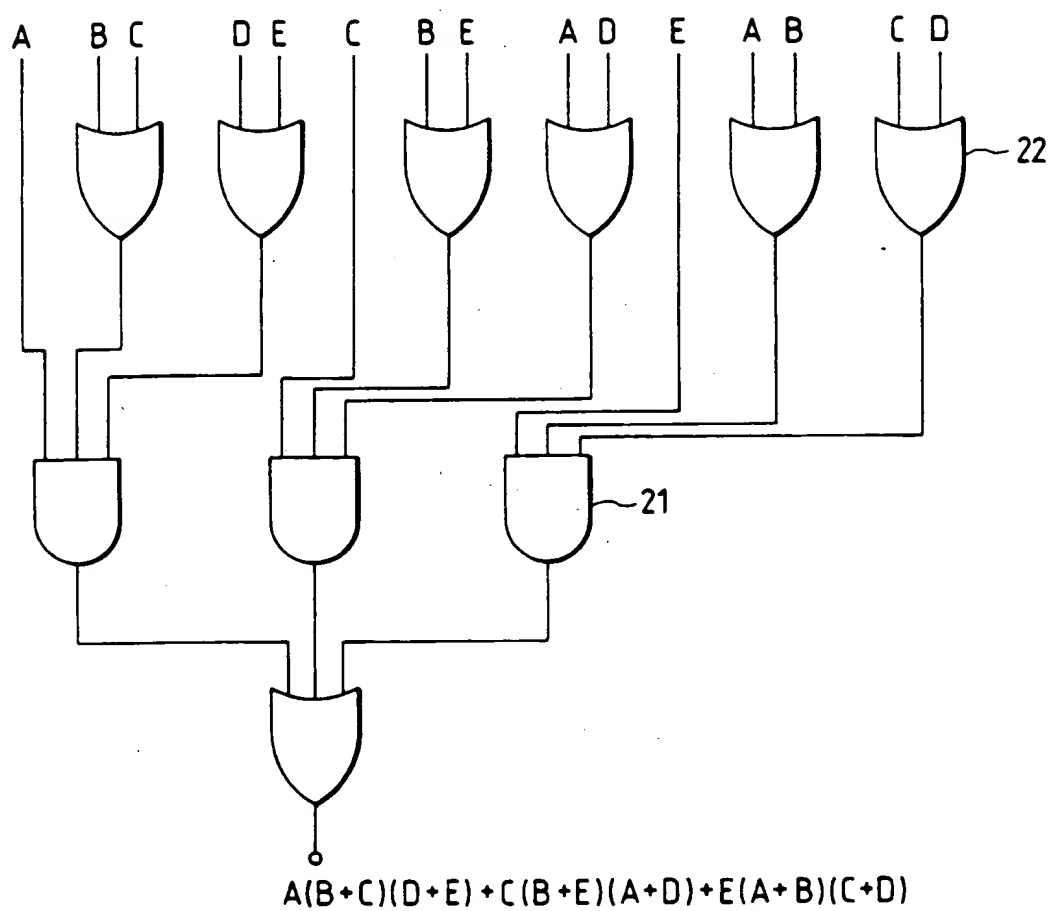 A B C D E C B E A D E A B C D
22
21
A(B+C)(D+E)+C(B+E)(A+D)+E(A+B)(C+D)